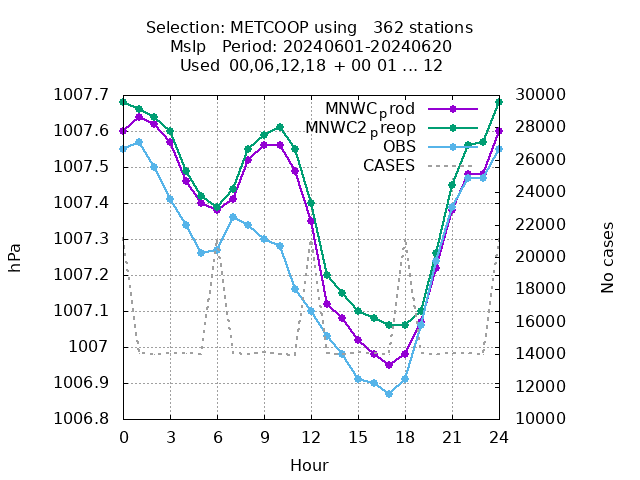 Selection: METCOOP using   362 stations
Mslp   Period: 20240601-20240620
Used  00,06,12,18  + 00 01 ... 12
1007.7
1007.6
1007.5
1007.4
1007.3
1007.2
1007.1
1007
1006.9
1006.8
hPa
MNWCprod
MNWC2preop
OBS
CASES
30000
28000
26000
24000
22000
20000
18000
16000
14000
12000
10000
No cases
0 3 6 9 12 15 18 21 24
Hour